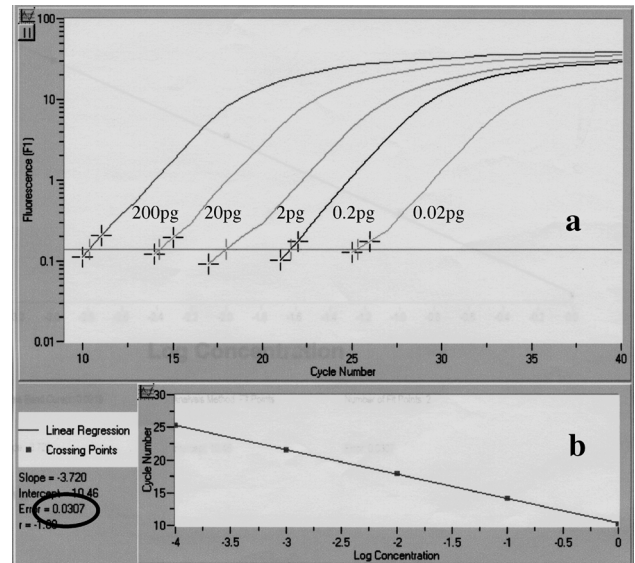 100
10
1
0.1
0.01
Fluorescence (F1)
200pg 20pg 2pg 0.2pg 0.02pg
a
10 15 20 25 30 35 40
Cycle Number
Log Concentration
Linear Regression
Crossing Points
Slope = -3.720
Intercept = 10.46
Error = 0.0307
30
25
20
15
10
Cycle Number
b
-4 -3.5 -3 -2.5 -2 -1.5 -1 -0.5 0
Log Concentration